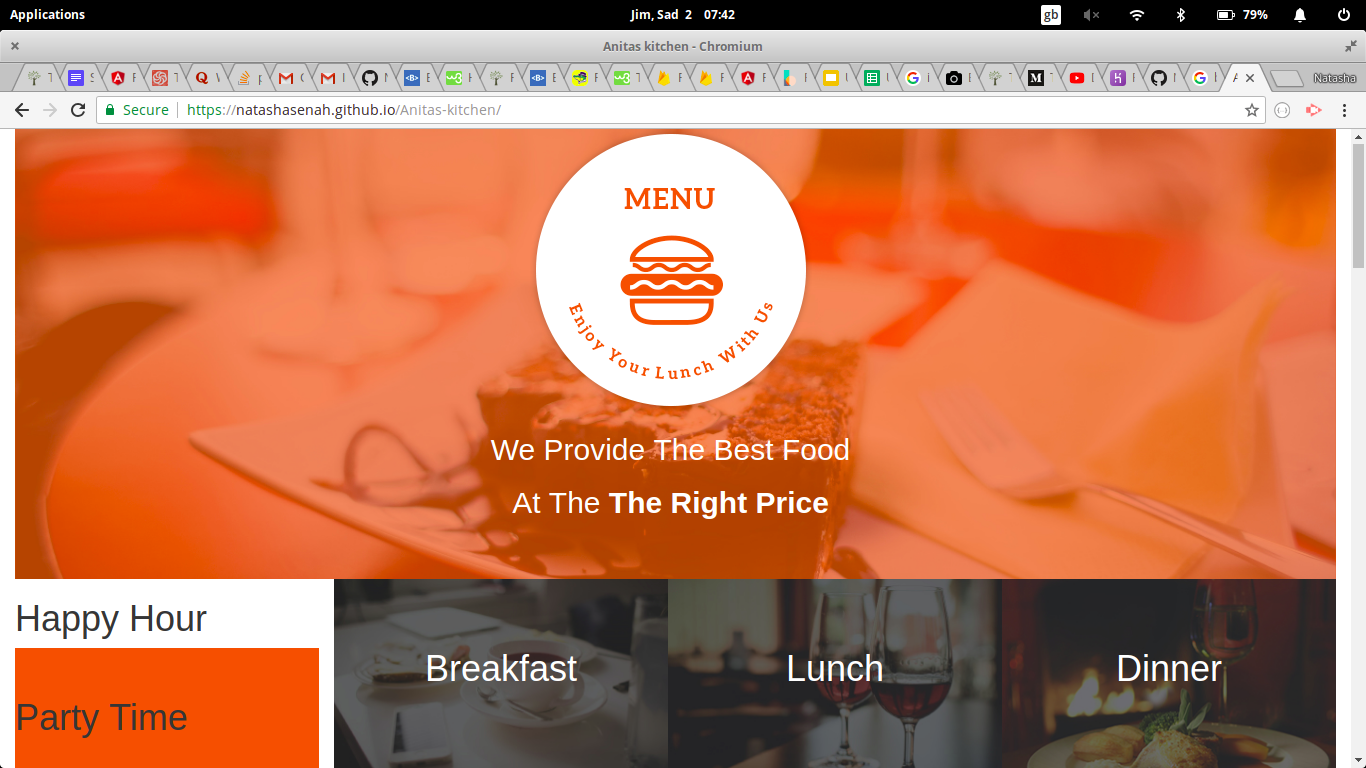 Applications
Jim, Sad 2 07:42
gb
79%
Anitas kitchen - Chromium
Natasha
Secure
https://natashasenah.github.io/Anitas-kitchen/
MENU
Enjoy Your Lunch With Us
We Provide The Best Food
At The The Right Price
Happy Hour
Party Time
Breakfast
Lunch
Dinner